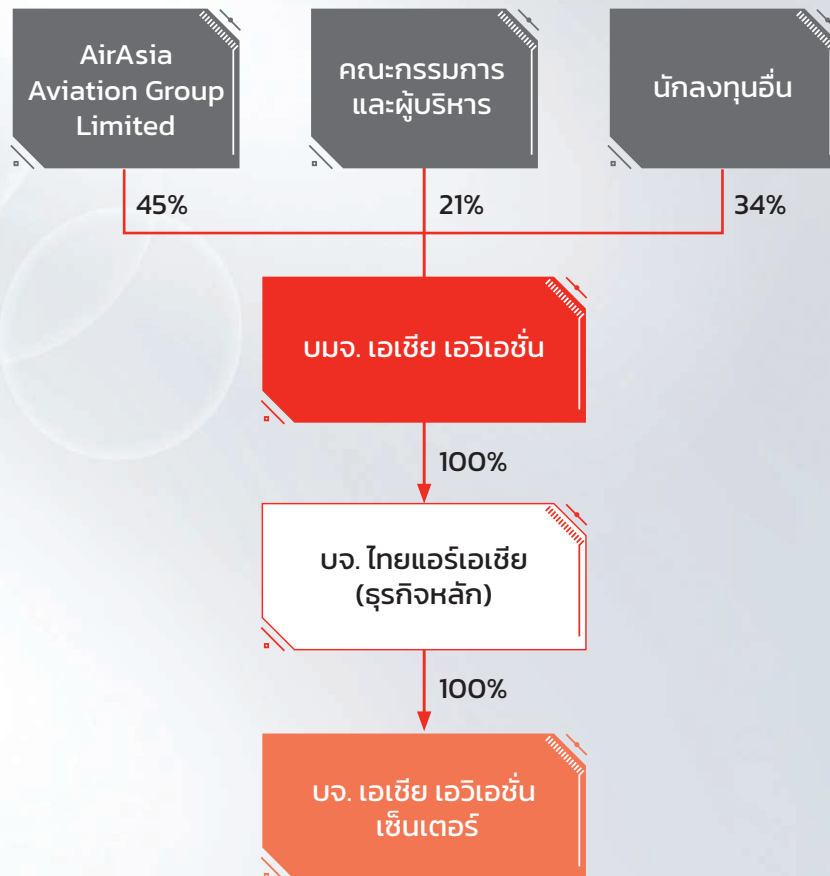 AirAsia
Aviation Group
Limited
คณะกรรมการ
และผู้บริหาร
นักลงทุนอื่น
45%
21%
34%
บมจ. เอเชีย เอวิเอชั่น
100%
บจ. ไทยแอร์เอเชีย
(ธุรกิจหลัก)
100%
บจ. เอเชีย เอวิเอชั่น
เซ็นเตอร์